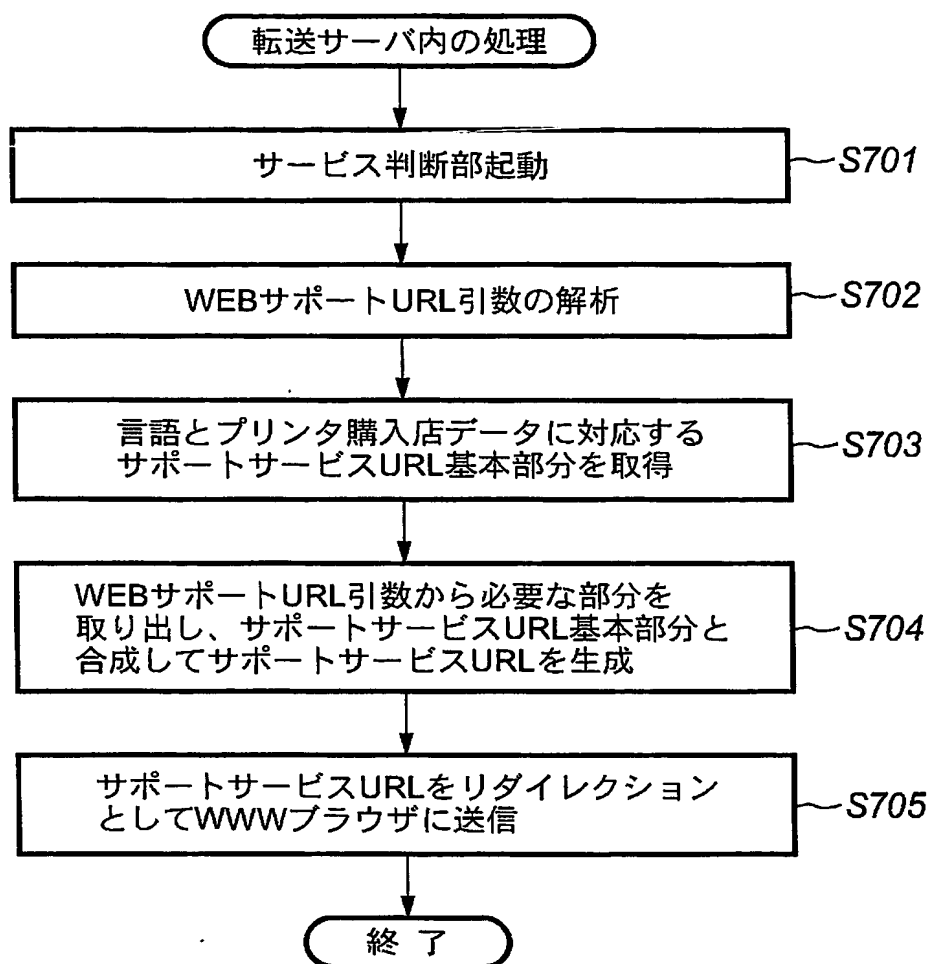 転送サーバ内の処理
サービス判断部起動
S701
WEBサポートURL引数の解析
S702
言語とプリンタ購入店データに対応する
サポートサービスURL基本部分を取得
S703
WEBサポートURL引数から必要な部分を
取り出し、サポートサービスURL基本部分と
合成してサポートサービスURLを生成
S704
サポートサービスURLをリダイレクション
としてWWWブラウザに送信
S705
終 了